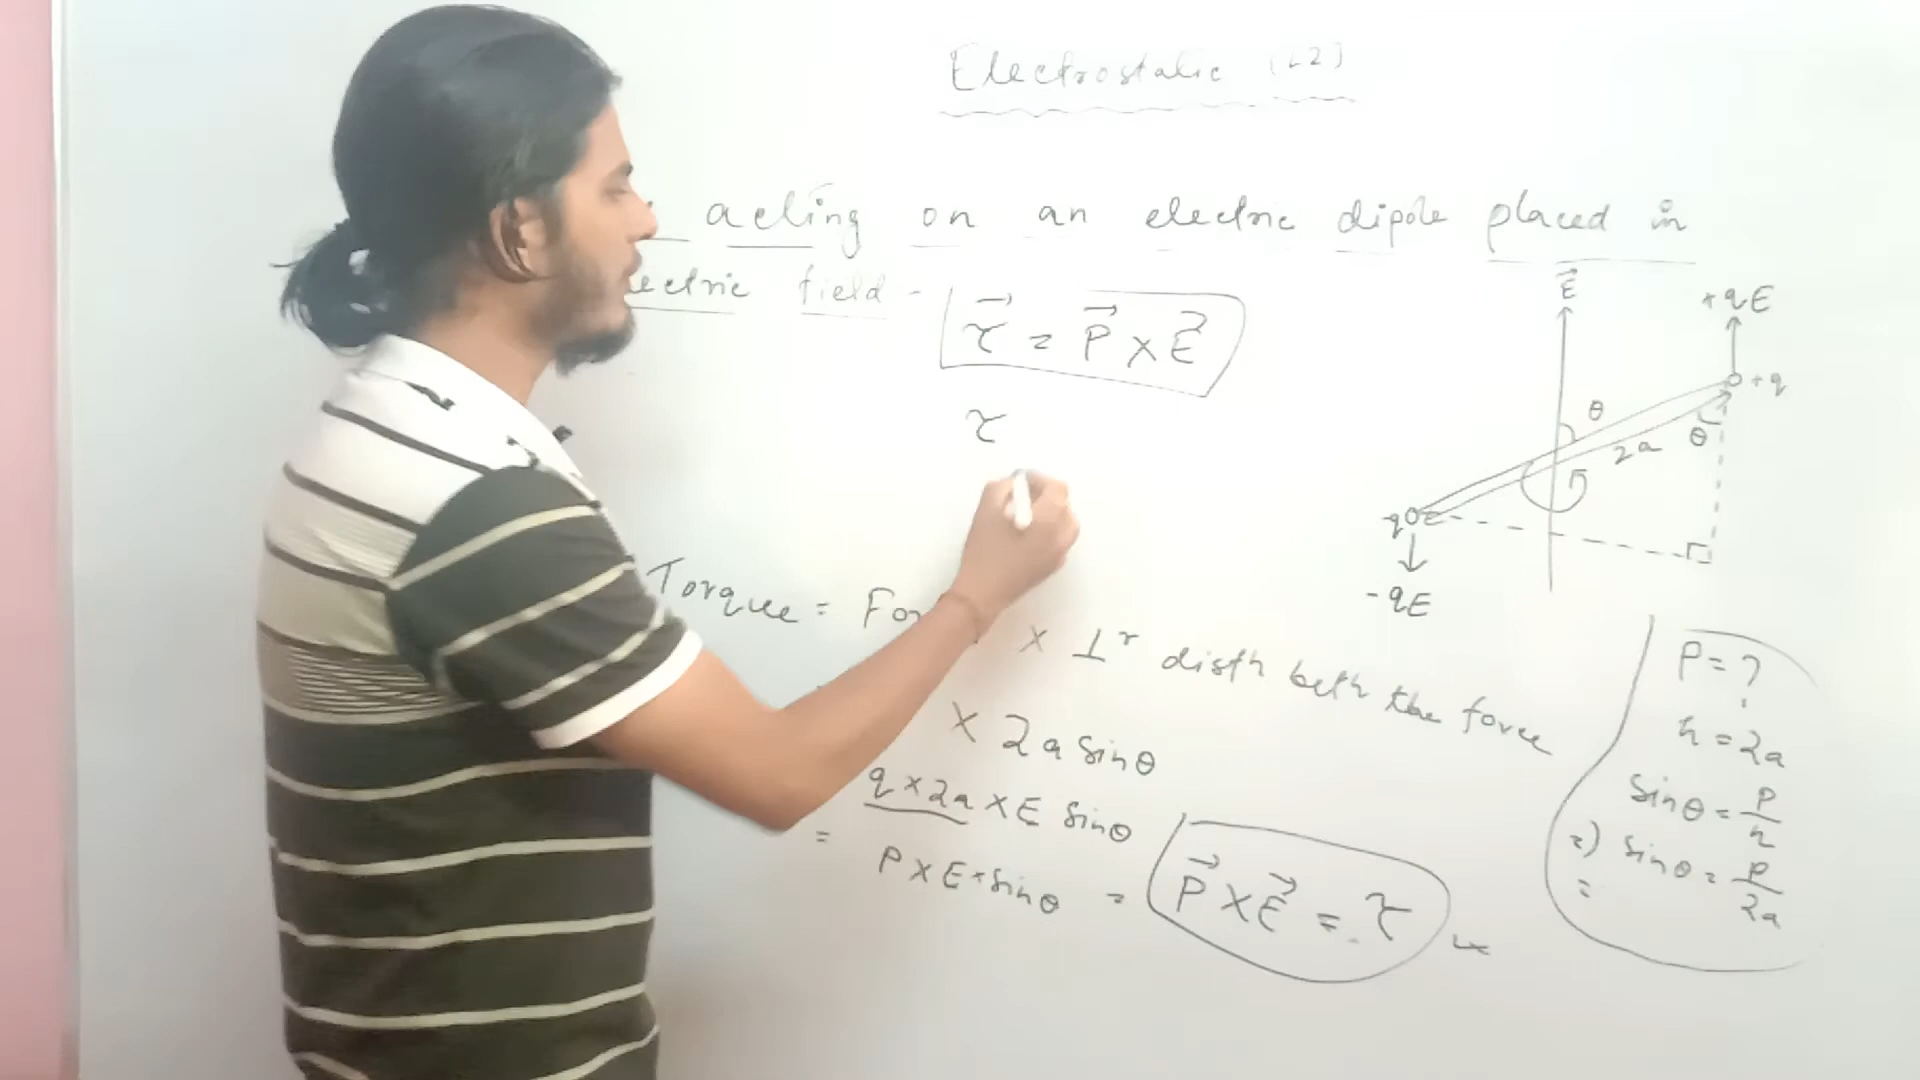 Electrostatic (L2)
acting on an electric dipole placed in
ectric field -
τ⃗ = P⃗ × E⃗
τ
E⃗
+qE
+q
θ
θ
2a
q
-qE
Torque = For × ⊥r distn betn the force
× 2a sinθ
= q × 2a × E sinθ
P × E × sinθ = P⃗ × E⃗ = τ
P = ?
h = 2a
Sinθ = P/h
=) Sinθ = P/2a
=